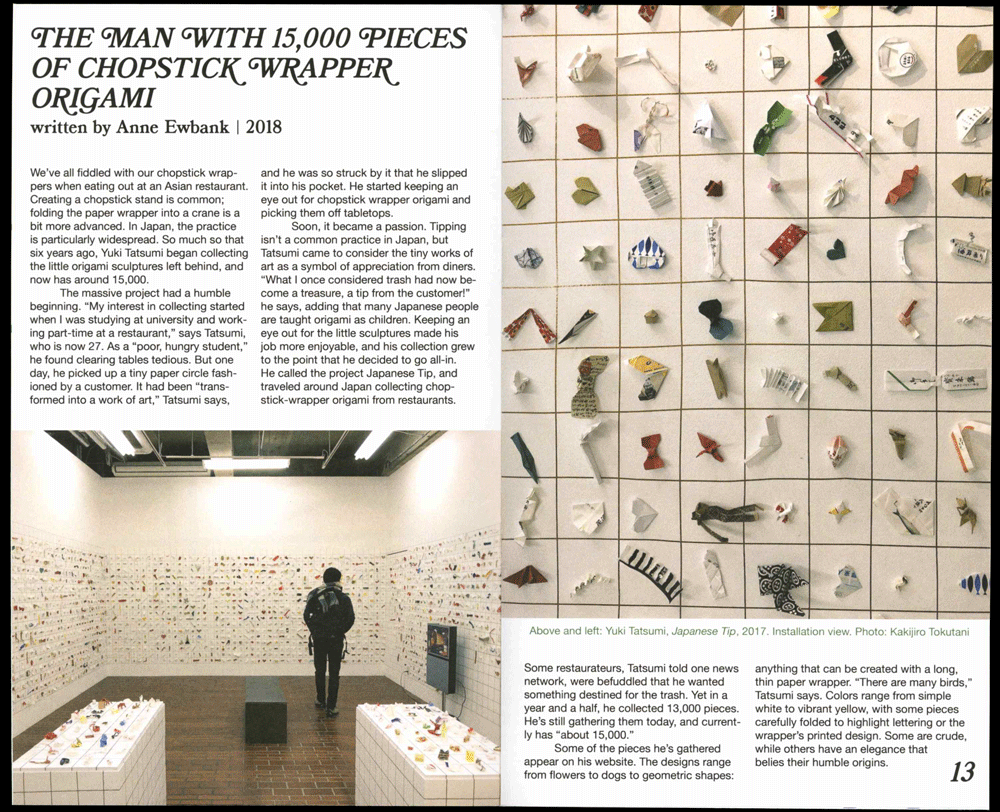 THE MAN WITH 15,000 PIECES
OF CHOPSTICK WRAPPER
ORIGAMI
written by Anne Ewbank | 2018
We've all fiddled with our chopstick wrap-
pers when eating out at an Asian restaurant.
Creating a chopstick stand is common;
folding the paper wrapper into a crane is a
bit more advanced. In Japan, the practice
is particularly widespread. So much so that
six years ago, Yuki Tatsumi began collecting
the little origami sculptures left behind, and
now has around 15,000.
The massive project had a humble
beginning. “My interest in collecting started
when I was studying at university and work-
ing part-time at a restaurant,” says Tatsumi,
who is now 27. As a “poor, hungry student,”
he found clearing tables tedious. But one
day, he picked up a tiny paper circle fash-
ioned by a customer. It had been “trans-
formed into a work of art,” Tatsumi says,
and he was so struck by it that he slipped
it into his pocket. He started keeping an
eye out for chopstick wrapper origami and
picking them off tabletops.
Soon, it became a passion. Tipping
isn't a common practice in Japan, but
Tatsumi came to consider the tiny works of
art as a symbol of appreciation from diners.
“What I once considered trash had now be-
come a treasure, a tip from the customer!”
he says, adding that many Japanese people
are taught origami as children. Keeping an
eye out for the little sculptures made his
job more enjoyable, and his collection grew
to the point that he decided to go all-in.
He called the project Japanese Tip, and
traveled around Japan collecting chop-
stick-wrapper origami from restaurants.
Above and left: Yuki Tatsumi, Japanese Tip, 2017. Installation view. Photo: Kakijiro Tokutani
Some restaurateurs, Tatsumi told one news
network, were befuddled that he wanted
something destined for the trash. Yet in a
year and a half, he collected 13,000 pieces.
He's still gathering them today, and current-
ly has “about 15,000.”
Some of the pieces he's gathered
appear on his website. The designs range
from flowers to dogs to geometric shapes:
anything that can be created with a long,
thin paper wrapper. “There are many birds,”
Tatsumi says. Colors range from simple
white to vibrant yellow, with some pieces
carefully folded to highlight lettering or the
wrapper's printed design. Some are crude,
while others have an elegance that
belies their humble origins.
13